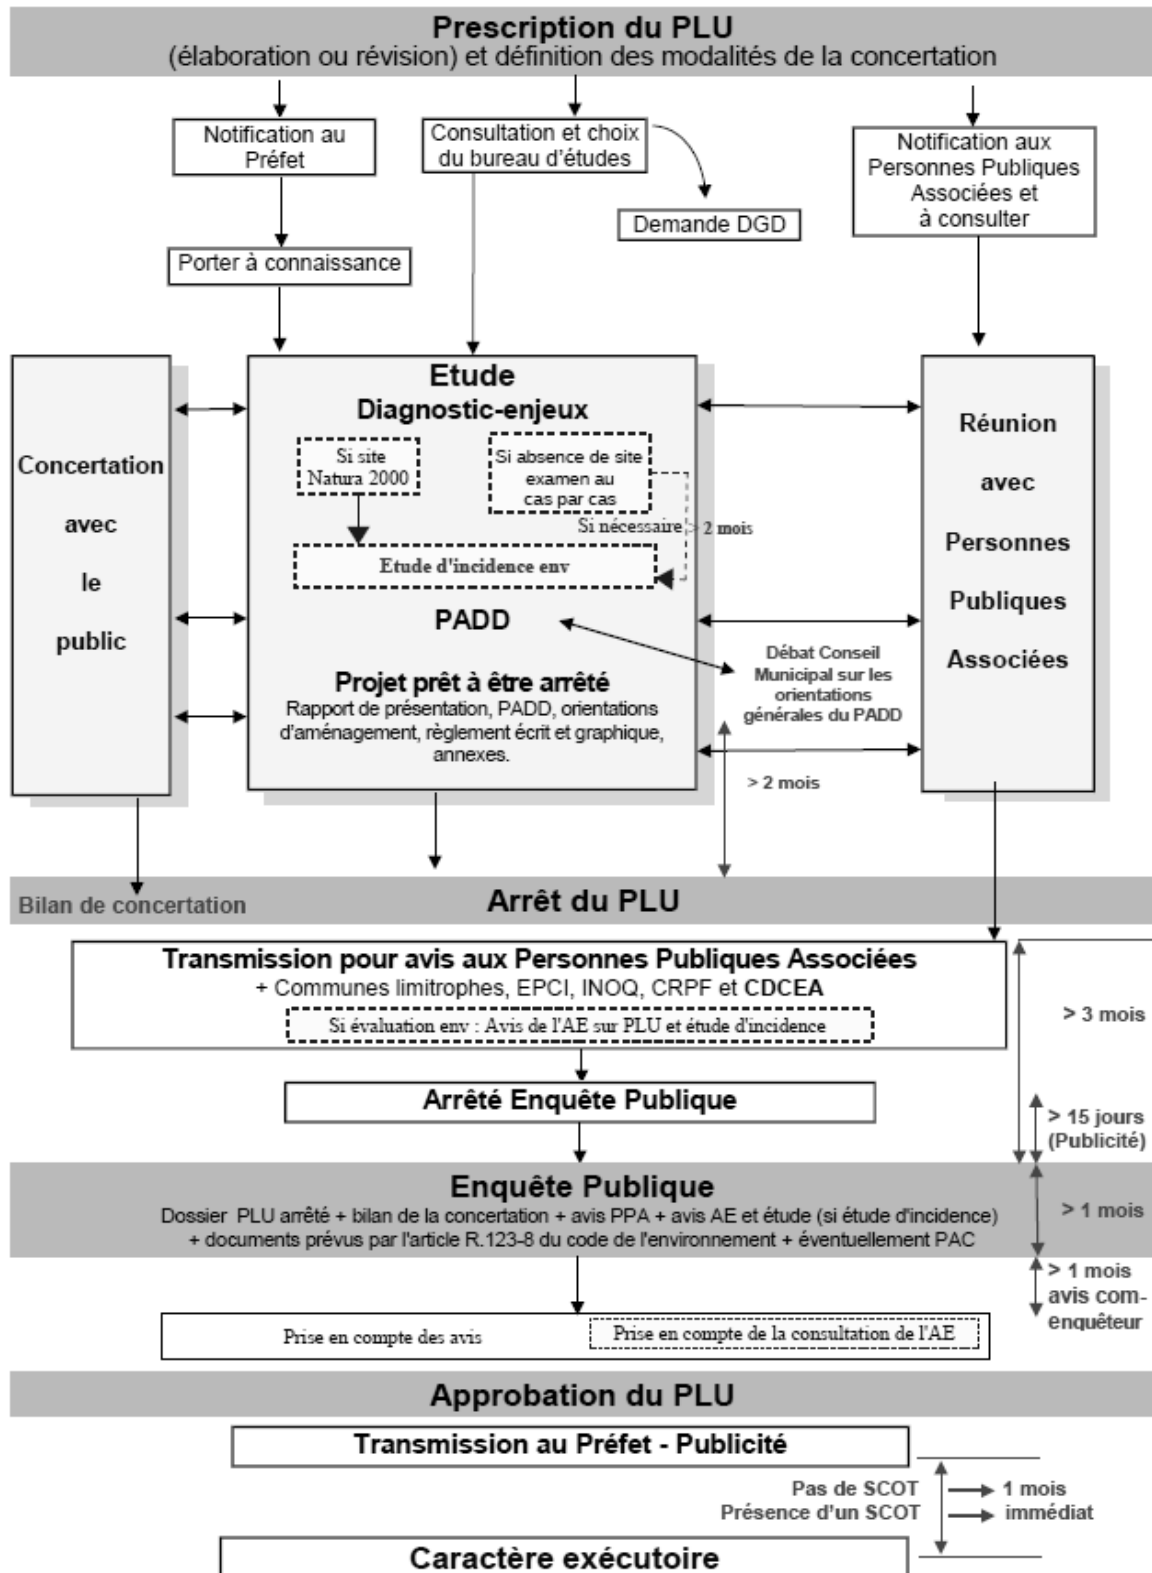 Prescription du PLU
(élaboration ou révision) et définition des modalités de la concertation
Notification au
Préfet
Consultation et choix
du bureau d'études
Notification aux
Personnes Publiques
Associées et
à consulter
Demande DGD
Porter à connaissance
Concertation
avec
le
public
Etude
Diagnostic-enjeux
Si site
Natura 2000
Si absence de site
examen au
cas par cas
Si nécessaire
> 2 mois
Etude d'incidence env
PADD
Projet prêt à être arrêté
Rapport de présentation, PADD, orientations
d'aménagement, règlement écrit et graphique,
annexes.
Débat Conseil
Municipal sur les
orientations
générales du PADD
> 2 mois
Réunion
avec
Personnes
Publiques
Associées
Bilan de concertation
Arrêt du PLU
Transmission pour avis aux Personnes Publiques Associées
+ Communes limitrophes, EPCI, INOQ, CRPF et CDCEA
Si évaluation env : Avis de l'AE sur PLU et étude d'incidence
> 3 mois
Arrêté Enquête Publique
> 15 jours
(Publicité)
Enquête Publique
Dossier PLU arrêté + bilan de la concertation + avis PPA + avis AE et étude (si étude d'incidence)
+ documents prévus par l'article R.123-8 du code de l'environnement + éventuellement PAC
> 1 mois
> 1 mois
avis com-
enquêteur
Prise en compte des avis
Prise en compte de la consultation de l'AE
Approbation du PLU
Transmission au Préfet - Publicité
Pas de SCOT
1 mois
Présence d'un SCOT
immédiat
Caractère exécutoire